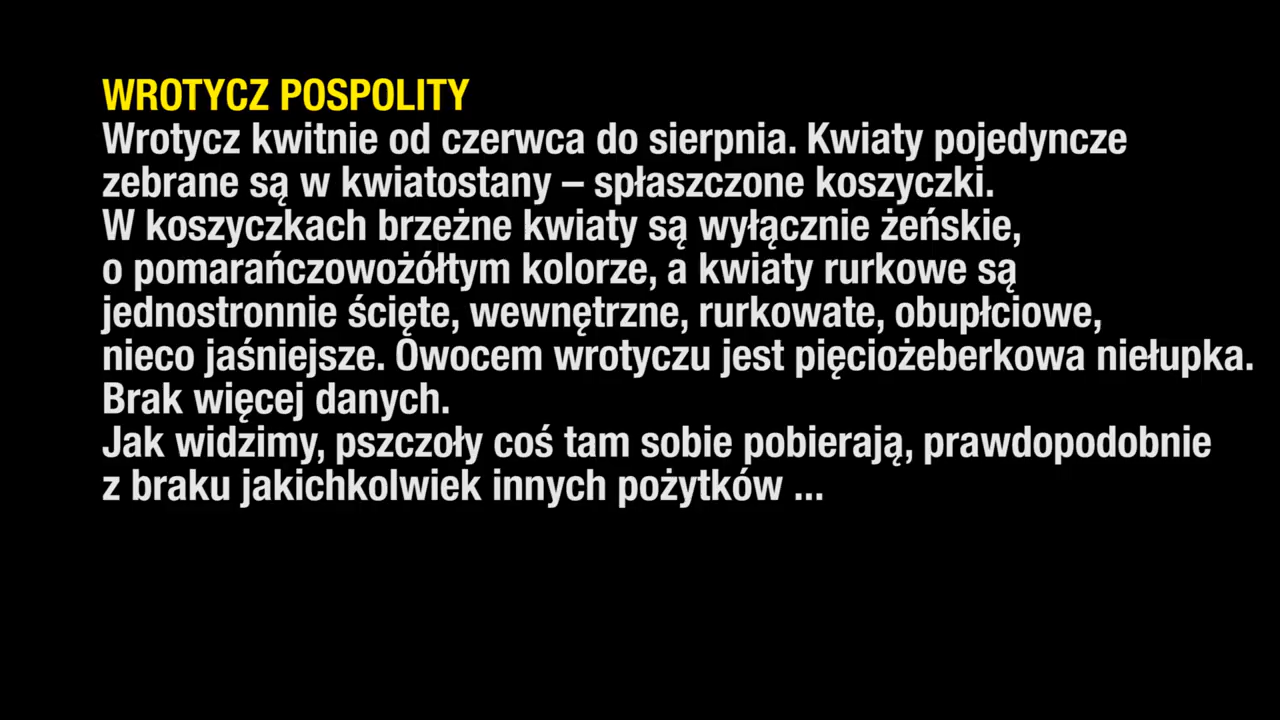 WROTYCZ POSPOLITY
Wrotycz kwitnie od czerwca do sierpnia. Kwiaty pojedyncze
zebrane są w kwiatostany – spłaszczone koszyczki.
W koszyczkach brzeżne kwiaty są wyłącznie żeńskie,
o pomarańczowożółtym kolorze, a kwiaty rurkowe są
jednostronnie ścięte, wewnętrzne, rurkowate, obupłciowe,
nieco jaśniejsze. Owocem wrotyczu jest pięciożeberkowa niełupka.
Brak więcej danych.
Jak widzimy, pszczoły coś tam sobie pobierają, prawdopodobnie
z braku jakichkolwiek innych pożytków ...